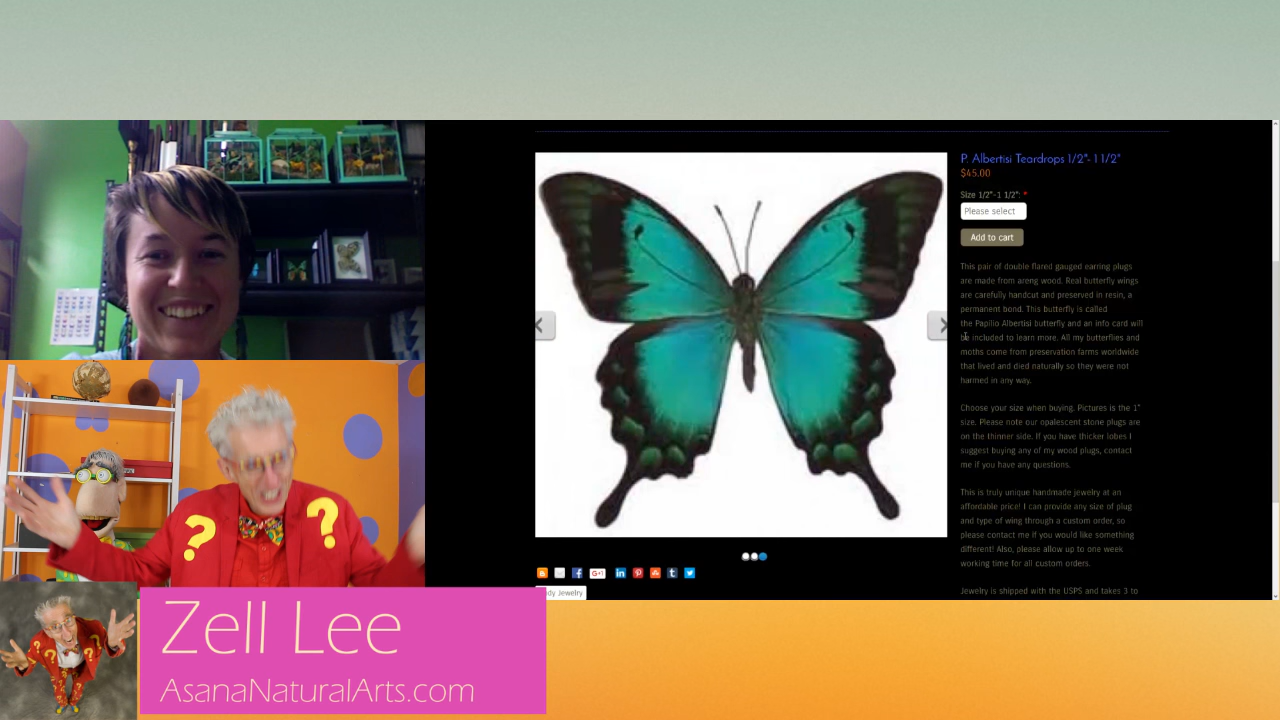 P. Albertisi Teardrops 1/2"- 1 1/2"
$45.00
Size 1/2"-1 1/2": *
Please select
Add to cart
This pair of double flared gauged earring plugs
are made from areng wood. Real butterfly wings
are carefully handcut and preserved in resin, a
permanent bond. This butterfly is called
the Papilio Albertisi butterfly and an info card will
be included to learn more. All my butterflies and
moths come from preservation farms worldwide
that lived and died naturally so they were not
harmed in any way.
Choose your size when buying. Pictures is the 1"
size. Please note our opalescent stone plugs are
on the thinner side. If you have thicker lobes I
suggest buying any of my wood plugs, contact
me if you have any questions.
This is truly unique handmade jewelry at an
affordable price! I can provide any size of plug
and type of wing through a custom order, so
please contact me if you would like something
different! Also, please allow up to one week
working time for all custom orders.
Jewelry is shipped with the USPS and takes 3 to
G+1
dy Jewelry
? ?
Zell Lee
AsanaNaturalArts.com